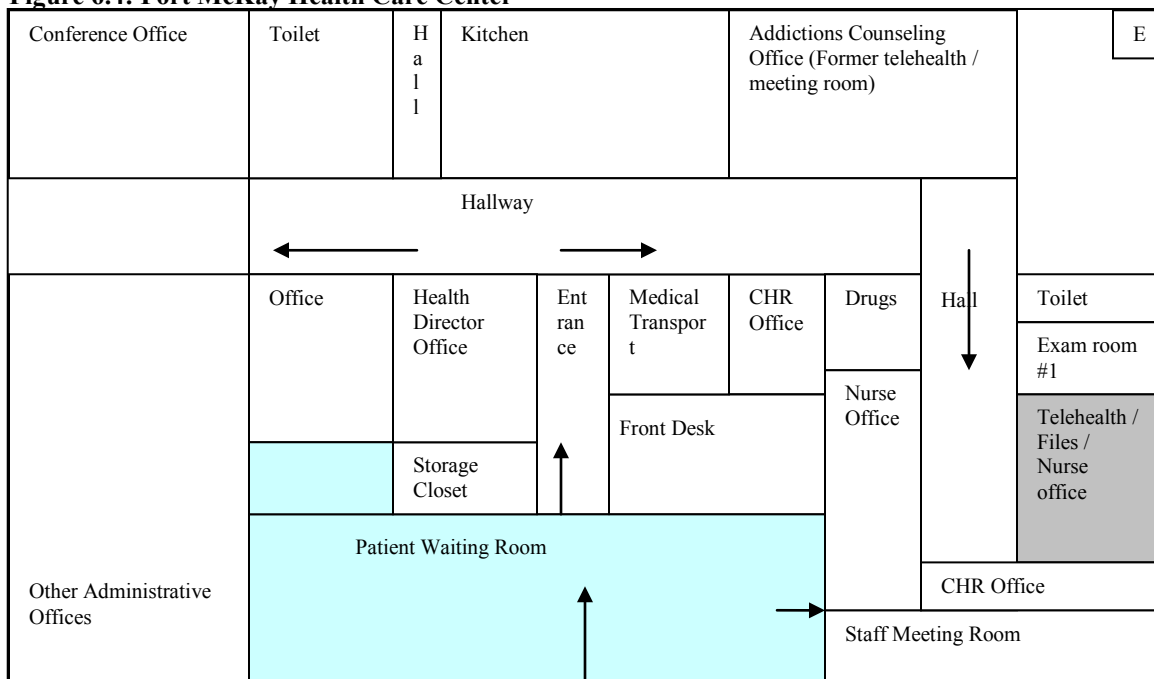 Figure 6.4: Fort McKay Health Care Center
Conference Office
Toilet
H
a
l
l
Kitchen
Addictions Counseling
Office (Former telehealth /
meeting room)
E
Hallway
Office
Health
Director
Office
Ent
ran
ce
Medical
Transpor
t
CHR
Office
Drugs
Hall
Toilet
Exam room
#1
Nurse
Office
Telehealth /
Files /
Nurse
office
Front Desk
Storage
Closet
Patient Waiting Room
Other Administrative
Offices
CHR Office
Staff Meeting Room